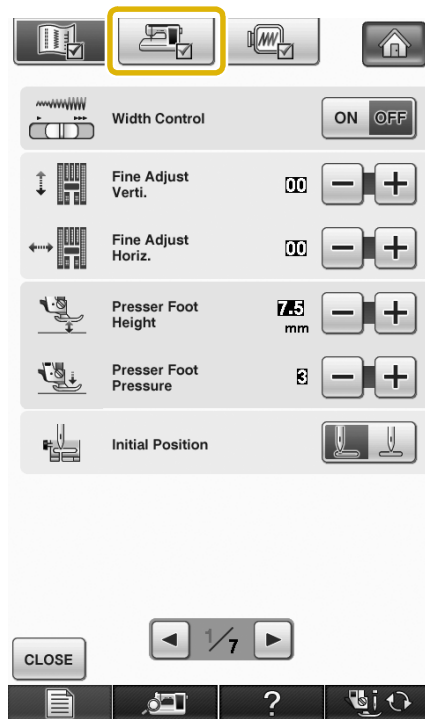 Width Control
ON OFF
Fine Adjust
Verti.
00
Fine Adjust
Horiz.
00
Presser Foot
Height
7.5
mm
Presser Foot
Pressure
3
Initial Position
1/7
CLOSE
?